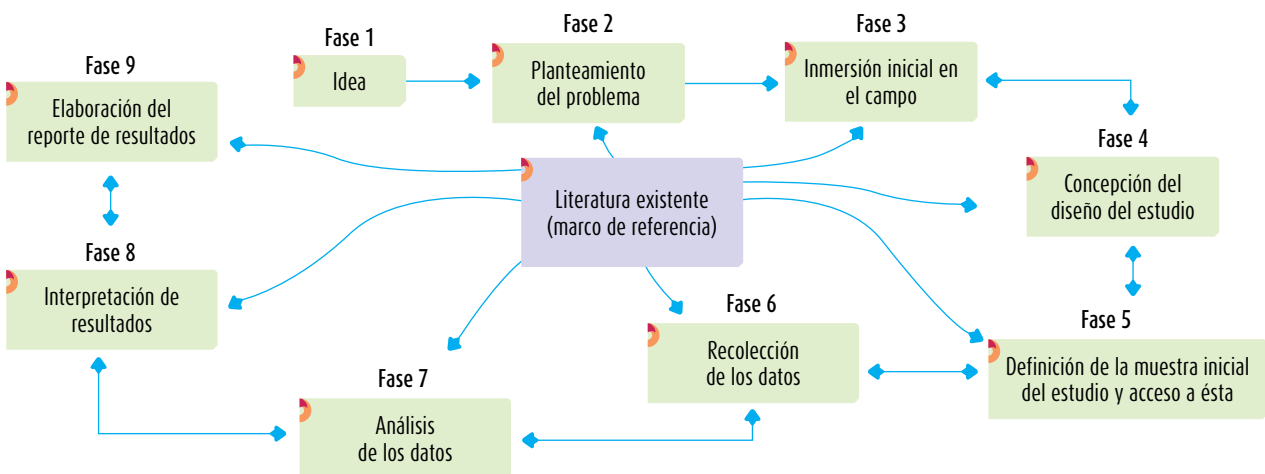 Fase 1
Idea
Fase 2
Planteamiento
del problema
Fase 3
Inmersión inicial en
el campo
Fase 4
Concepción del
diseño del estudio
Fase 5
Definición de la muestra inicial
del estudio y acceso a ésta
Fase 6
Recolección
de los datos
Fase 7
Análisis
de los datos
Fase 8
Interpretación de
resultados
Fase 9
Elaboración del
reporte de resultados
Literatura existente
(marco de referencia)